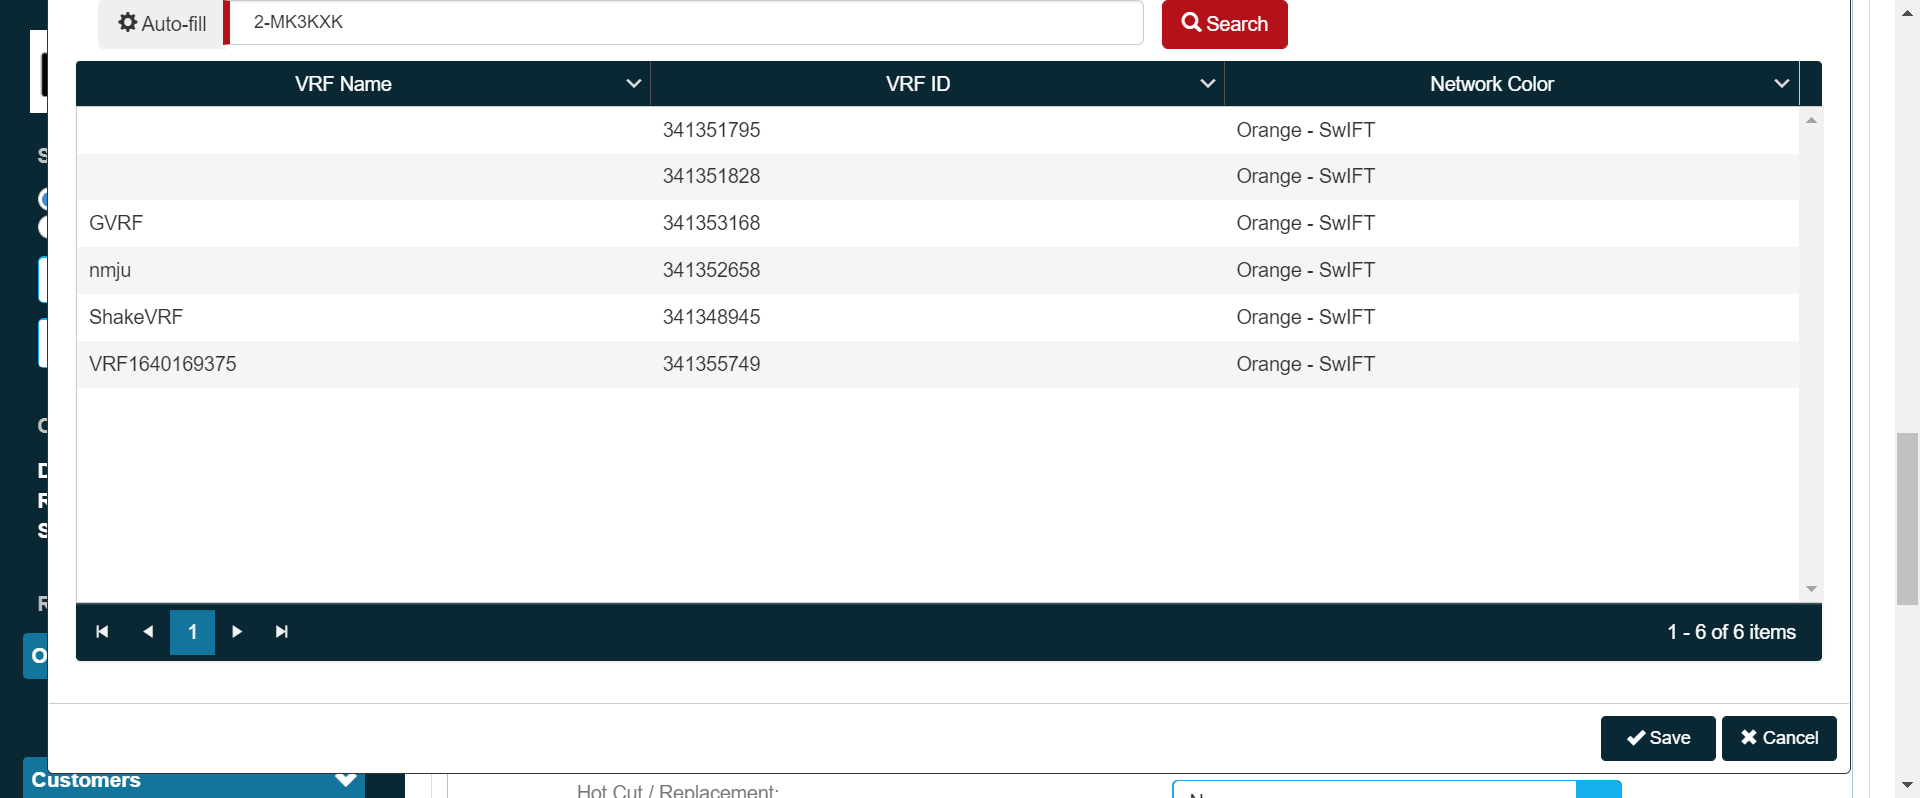 Auto-fill 2-MK3KXK Search
VRF Name VRF ID Network Color
341351795 Orange - SwIFT
341351828 Orange - SwIFT
GVRF 341353168 Orange - SwIFT
nmju 341352658 Orange - SwIFT
ShakeVRF 341348945 Orange - SwIFT
VRF1640169375 341355749 Orange - SwIFT
1 1 - 6 of 6 items
Save Cancel
Customers
Hot Cut / Replacement: